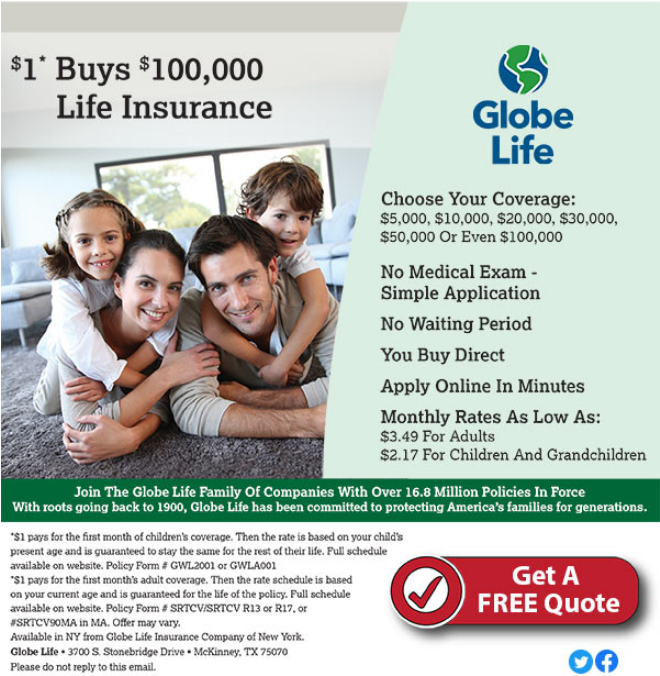 $1* Buys $100,000
Life Insurance
Globe
Life
Choose Your Coverage:
$5,000, $10,000, $20,000, $30,000,
$50,000 Or Even $100,000
No Medical Exam -
Simple Application
No Waiting Period
You Buy Direct
Apply Online In Minutes
Monthly Rates As Low As:
$3.49 For Adults
$2.17 For Children And Grandchildren
Join The Globe Life Family Of Companies With Over 16.8 Million Policies In Force
With roots going back to 1900, Globe Life has been committed to protecting America's families for generations.
*$1 pays for the first month of children's coverage. Then the rate is based on your child's
present age and is guaranteed to stay the same for the rest of their life. Full schedule
available on website. Policy Form # GWL2001 or GWLA001
*$1 pays for the first month's adult coverage. Then the rate schedule is based
on your current age and is guaranteed for the life of the policy. Full schedule
available on website. Policy Form # SRTCV/SRTCV R13 or R17, or
#SRTCV90MA in MA. Offer may vary.
Available in NY from Globe Life Insurance Company of New York.
Globe Life • 3700 S. Stonebridge Drive • McKinney, TX 75070
Please do not reply to this email.
Get A
FREE Quote